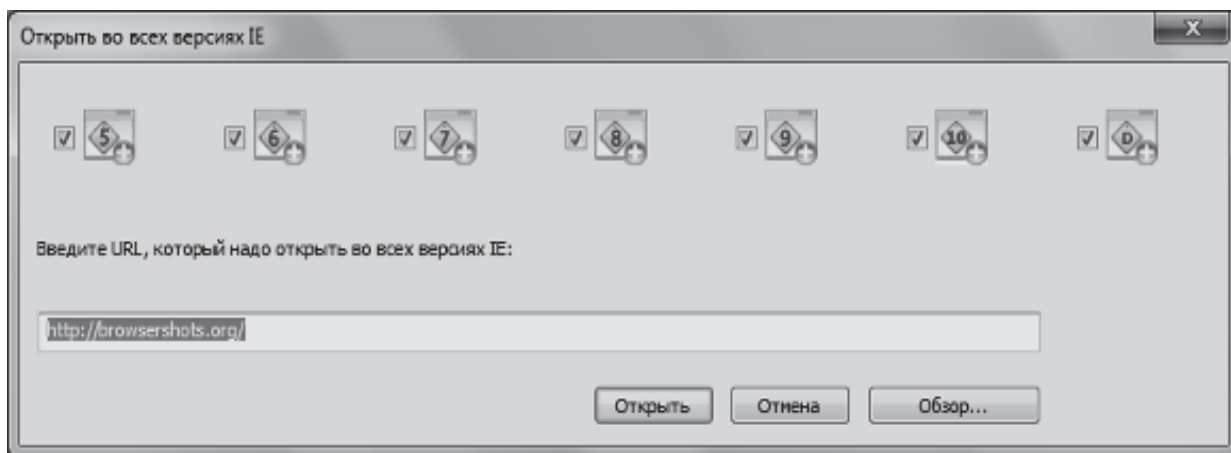 Открыть во всех версиях IE
X
5 6 7 8 9 10 D
Введите URL, который надо открыть во всех версиях IE:
http://browsershots.org/
Открыть Отмена Обзор...